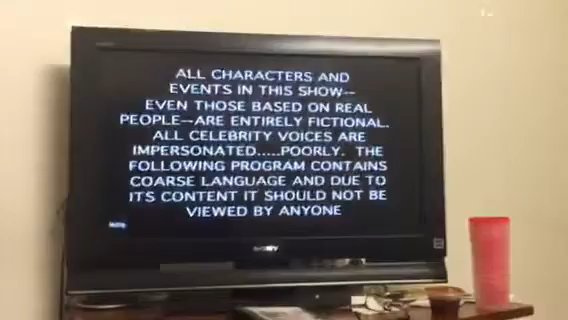 ALL CHARACTERS AND
EVENTS IN THIS SHOW--
EVEN THOSE BASED ON REAL
PEOPLE--ARE ENTIRELY FICTIONAL.
ALL CELEBRITY VOICES ARE
IMPERSONATED.....POORLY. THE
FOLLOWING PROGRAM CONTAINS
COARSE LANGUAGE AND DUE TO
ITS CONTENT IT SHOULD NOT BE
VIEWED BY ANYONE
SONY